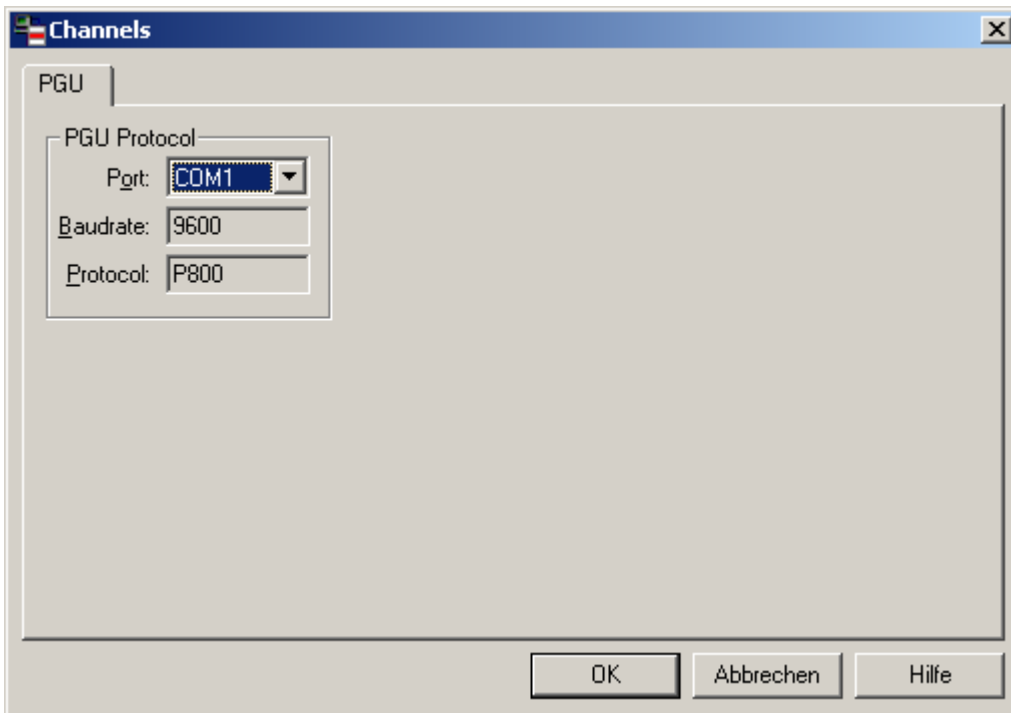 Channels
PGU
PGU Protocol
Port: COM1
Baudrate: 9600
Protocol: P800
OK Abbrechen Hilfe